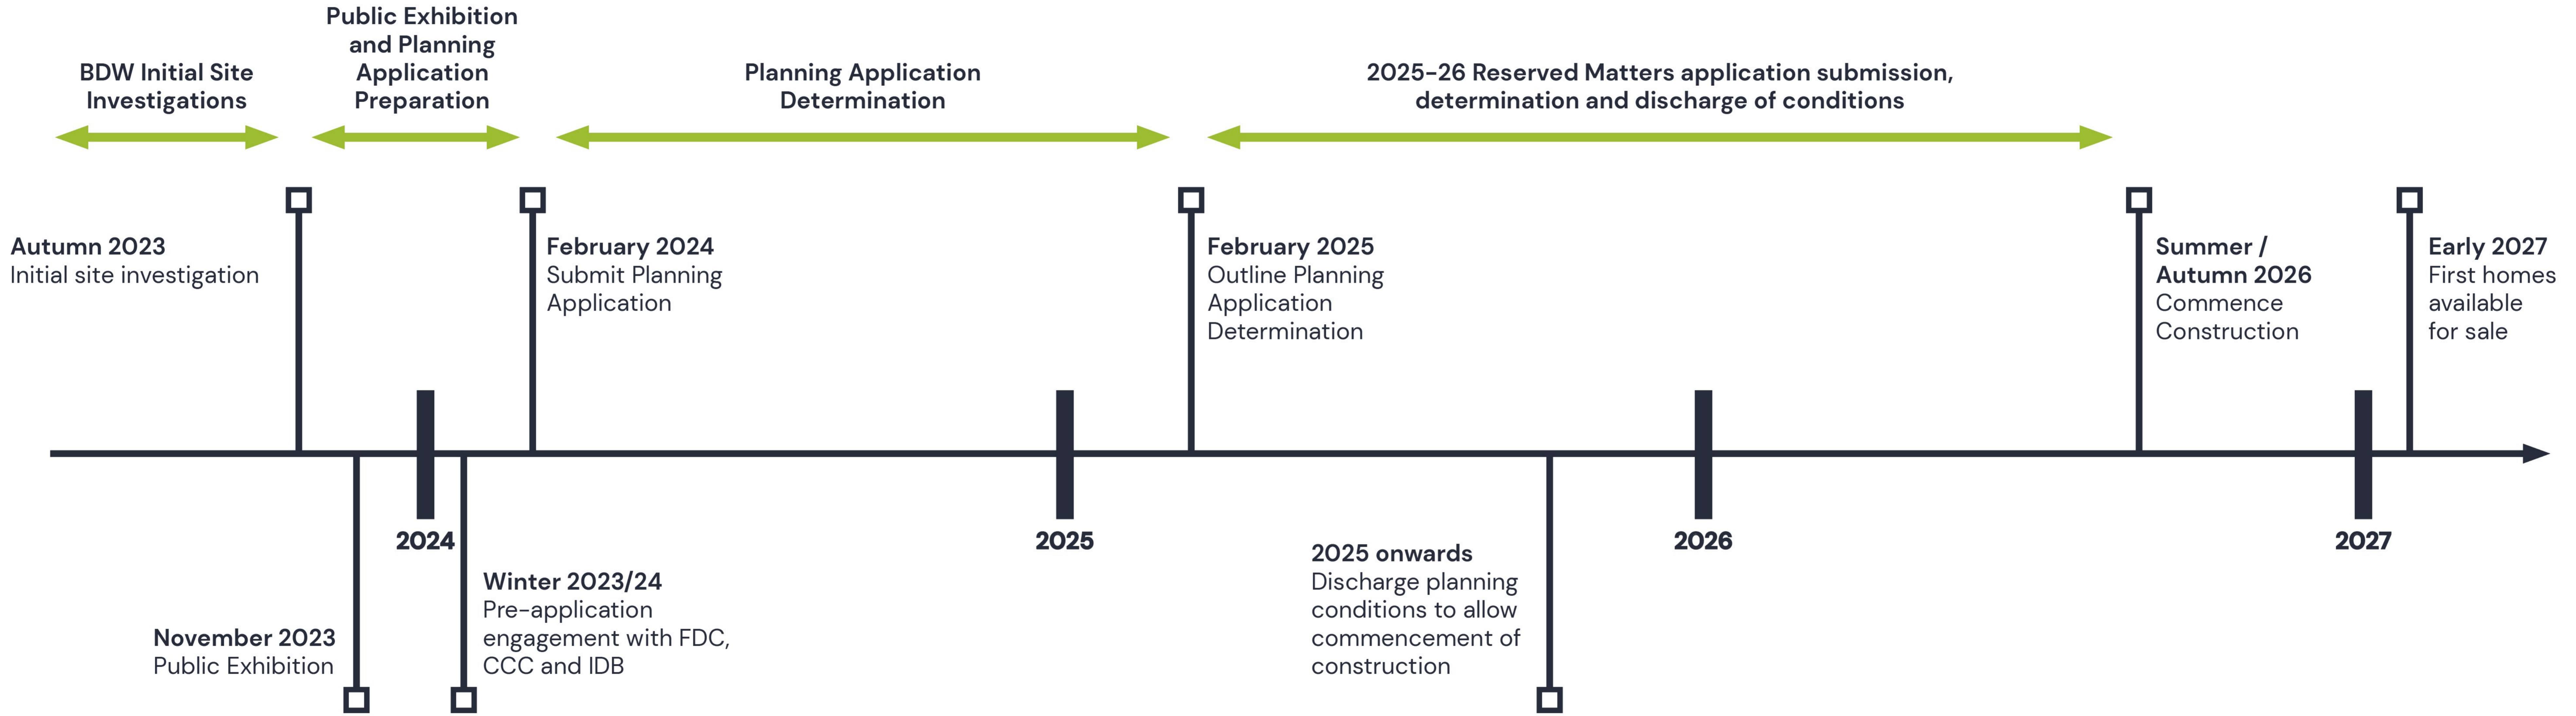 BDW Initial Site
Investigations
Public Exhibition
and Planning
Application
Preparation
Planning Application
Determination
2025-26 Reserved Matters application submission,
determination and discharge of conditions
Autumn 2023
Initial site investigation
February 2024
Submit Planning
Application
February 2025
Outline Planning
Application
Determination
Summer /
Autumn 2026
Commence
Construction
Early 2027
First homes
available
for sale
2024
2025
2026
2027
November 2023
Public Exhibition
Winter 2023/24
Pre-application
engagement with FDC,
CCC and IDB
2025 onwards
Discharge planning
conditions to allow
commencement of
construction